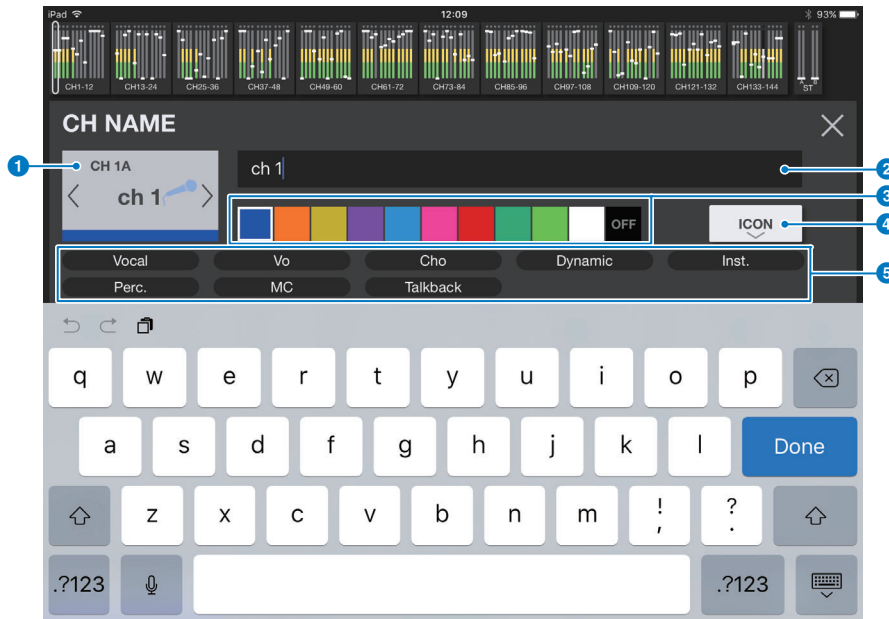 iPad 12:09 93%
CH1-12 CH13-24 CH25-36 CH37-48 CH49-60 CH61-72 CH73-84 CH85-96 CH97-108 CH109-120 CH121-132 CH133-144 A B
ST
CH NAME
1 CH 1A ch 1 2
ch 1 3
OFF ICON 4
Vocal Vo Cho Dynamic Inst. 5
Perc. MC Talkback
q w e r t y u i o p
a s d f g h j k l Done
z x c v b n m ! , ? .
.?123 .?123